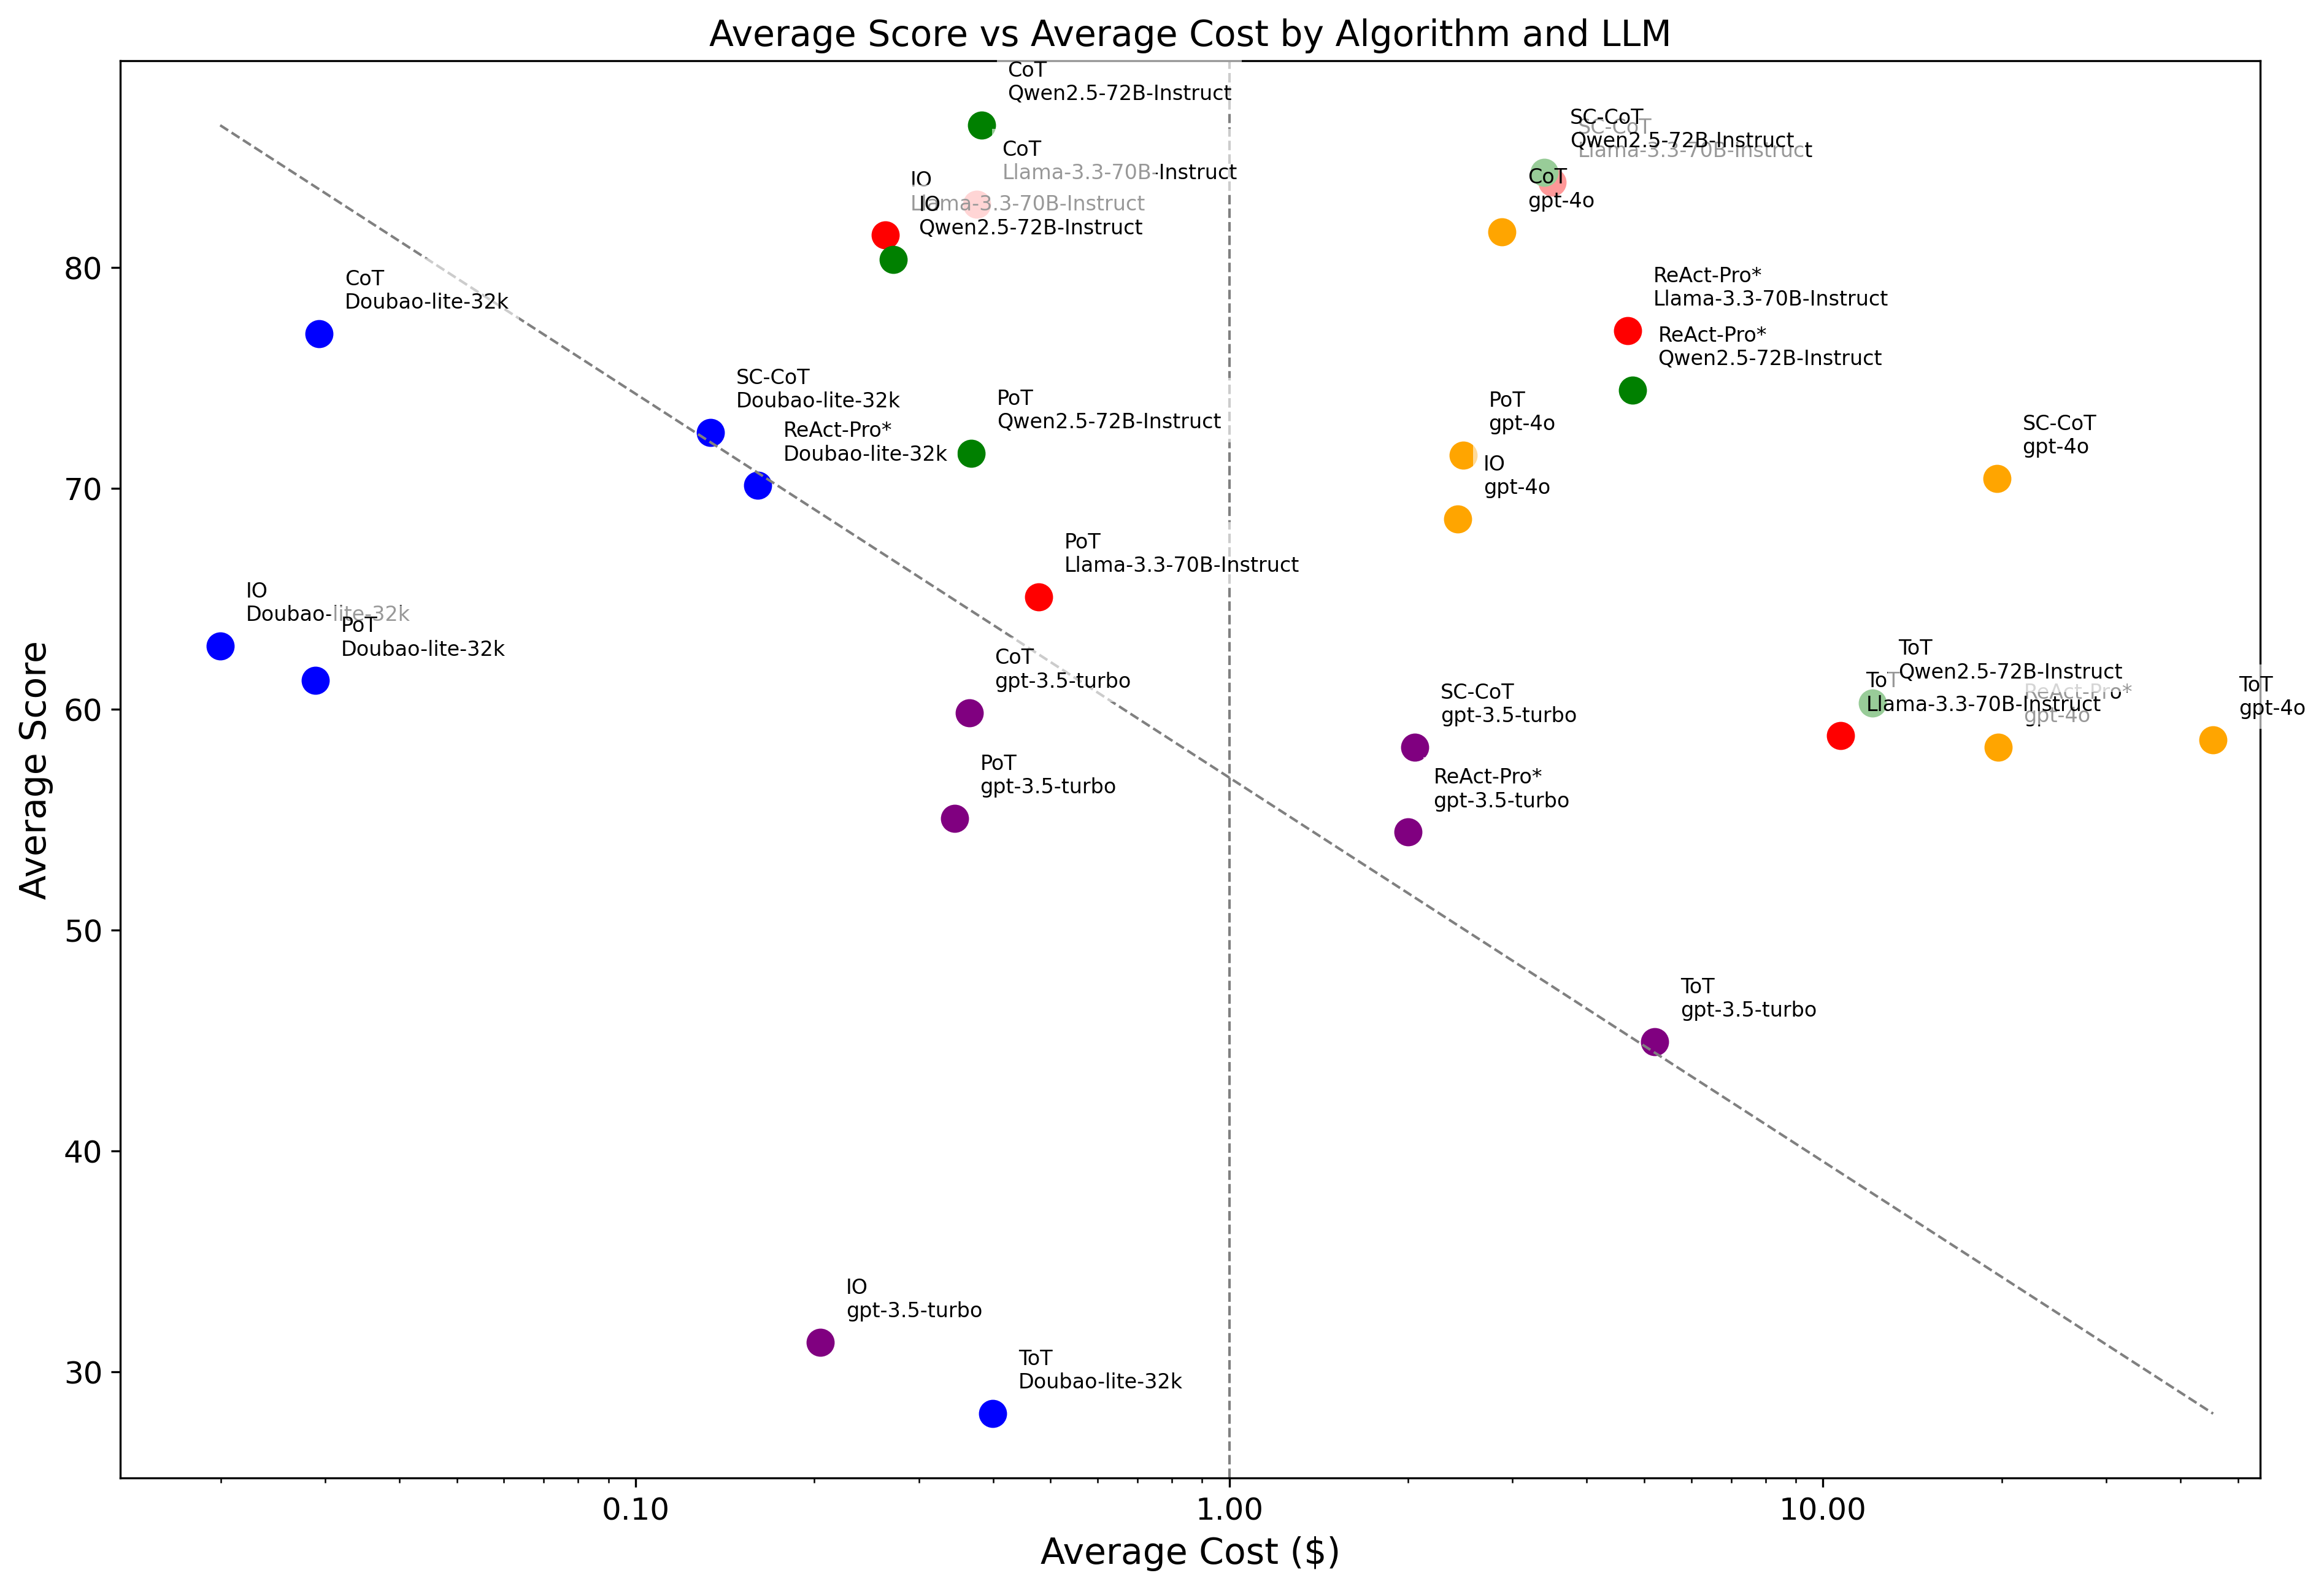 Average Score vs Average Cost by Algorithm and LLM
CoT
Qwen2.5-72B-Instruct
SC-CoT
Qwen2.5-72B-Instruct
SC-CoT
Llama-3.3-70B-Instruct
CoT
Llama-3.3-70B-Instruct
IO
Llama-3.3-70B-Instruct
IO
Qwen2.5-72B-Instruct
CoT
gpt-4o
CoT
Doubao-lite-32k
ReAct-Pro*
Llama-3.3-70B-Instruct
ReAct-Pro*
Qwen2.5-72B-Instruct
SC-CoT
Doubao-lite-32k
PoT
Qwen2.5-72B-Instruct
PoT
gpt-4o
SC-CoT
gpt-4o
ReAct-Pro*
Doubao-lite-32k
IO
gpt-4o
PoT
Llama-3.3-70B-Instruct
IO
Doubao-lite-32k
PoT
Doubao-lite-32k
CoT
gpt-3.5-turbo
SC-CoT
gpt-3.5-turbo
ToT
Qwen2.5-72B-Instruct
ToT
Llama-3.3-70B-Instruct
ReAct-Pro*
gpt-4o
ToT
gpt-4o
PoT
gpt-3.5-turbo
ReAct-Pro*
gpt-3.5-turbo
ToT
gpt-3.5-turbo
IO
gpt-3.5-turbo
ToT
Doubao-lite-32k
80
70
60
50
40
30
Average Score
0.10
1.00
10.00
Average Cost ($)